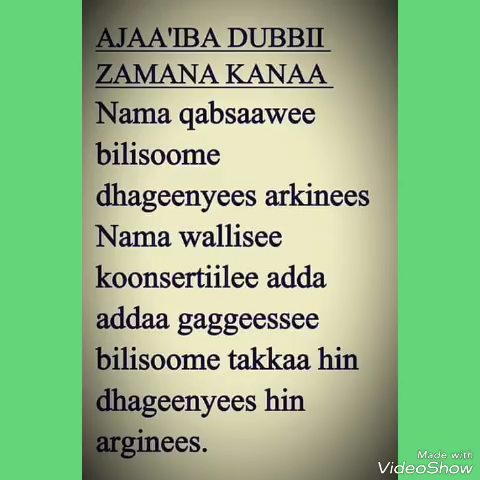 AJAA'IBA DUBBII
ZAMANA KANAA
Nama qabsaawee
bilisoome
dhageenyees arkinees
Nama wallisee
koonsertiilee adda
addaa gaggeessee
bilisoome takkaa hin
dhageenyees hin
arginees.
Made with
VideoShow